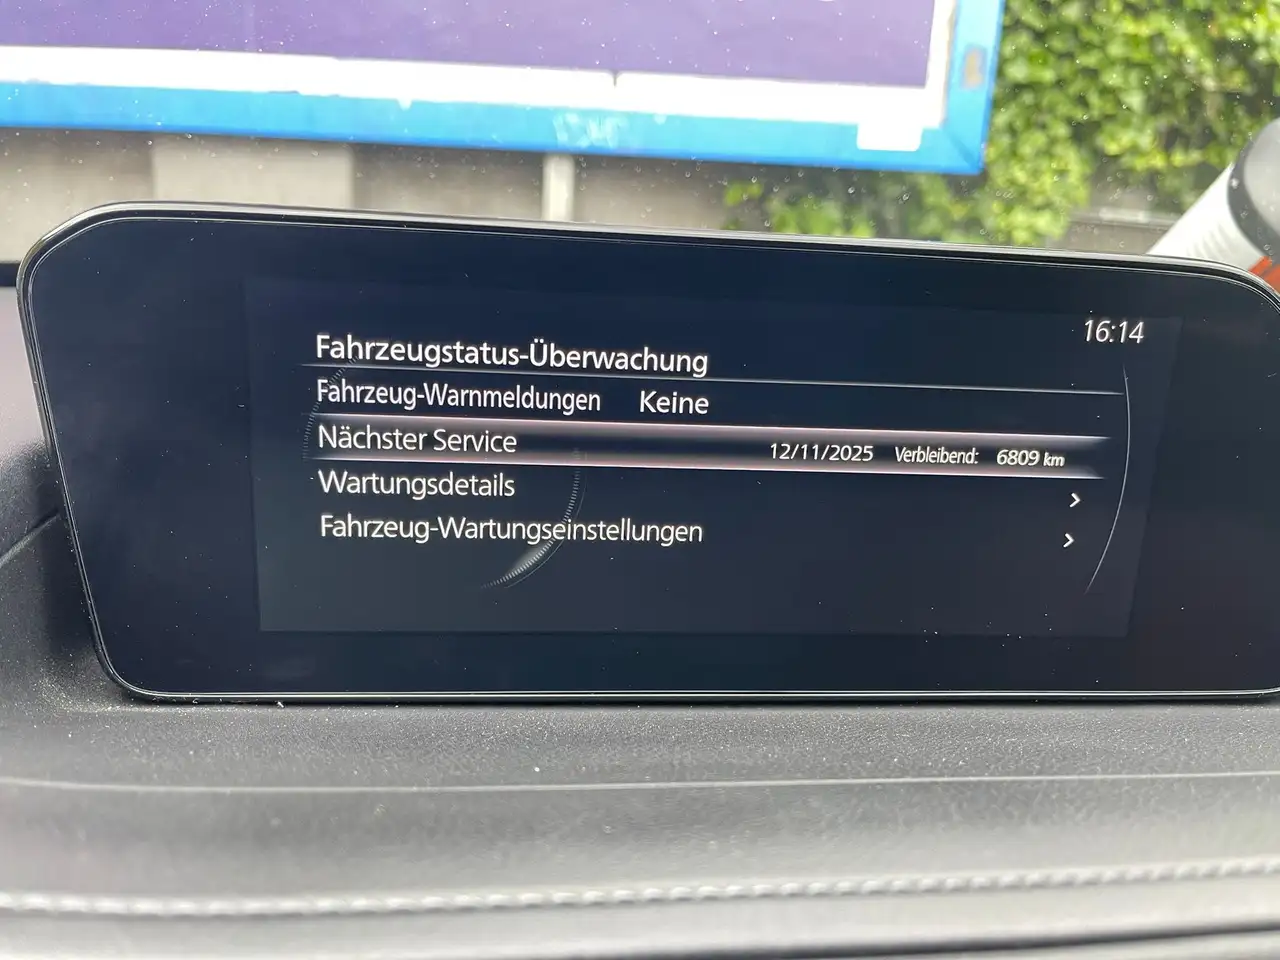 16:14
Fahrzeugstatus-Überwachung
Fahrzeug-Warnmeldungen Keine
Nächster Service 12/11/2025 Verbleibend: 6809 km
Wartungsdetails
Fahrzeug-Wartungseinstellungen